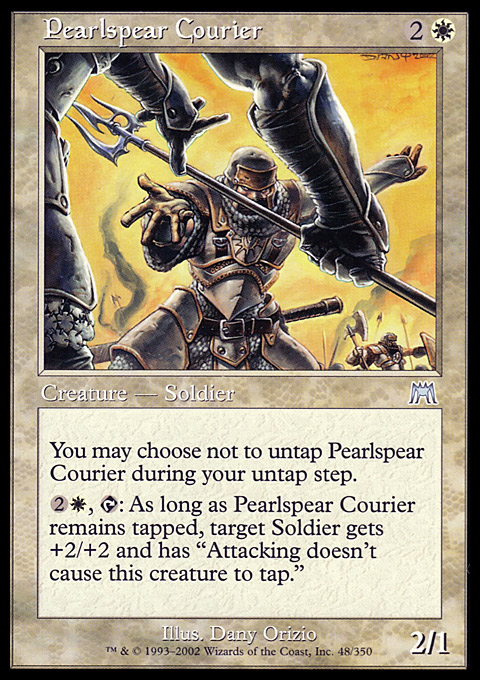 Pearlspear Courier 2
Creature — Soldier
You may choose not to untap Pearlspear
Courier during your untap step.
2, : As long as Pearlspear Courier
remains tapped, target Soldier gets
+2/+2 and has “Attacking doesn’t
cause this creature to tap.”
Illus. Dany Orizio
™ & © 1993–2002 Wizards of the Coast, Inc. 48/350
2/1